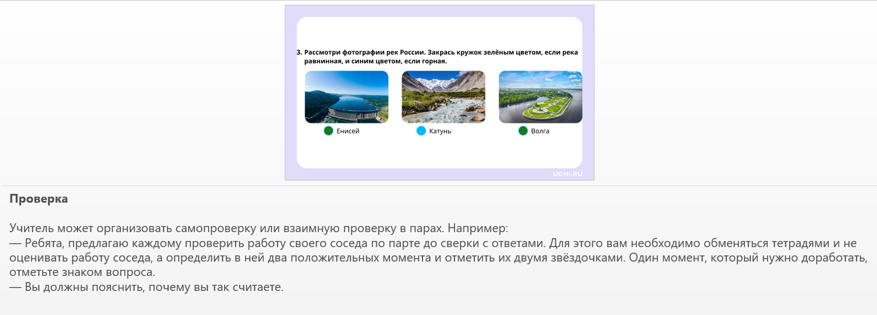 3. Рассмотри фотографии рек России. Закрась кружок зелёным цветом, если река
равнинная, и синим цветом, если горная.
Енисей
Катунь
Волга
UCHi.RU
Проверка
Учитель может организовать самопроверку или взаимную проверку в парах. Например:
— Ребята, предлагаю каждому проверить работу своего соседа по парте до сверки с ответами. Для этого вам необходимо обменяться тетрадями и не
оценивать работу соседа, а определить в ней два положительных момента и отметить их двумя звёздочками. Один момент, который нужно доработать,
отметьте знаком вопроса.
— Вы должны пояснить, почему вы так считаете.